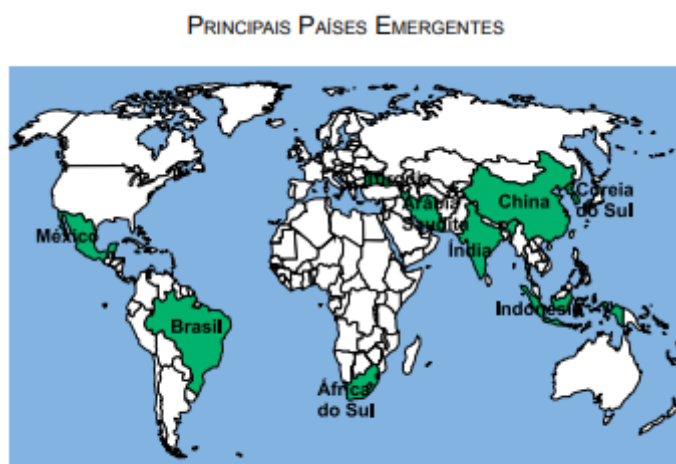 PRINCIPAIS PAÍSES EMERGENTES
México
Brasil
África
do Sul
Turquia
Arábia
Saudita
Índia
China
Coreia
do Sul
Indonésia